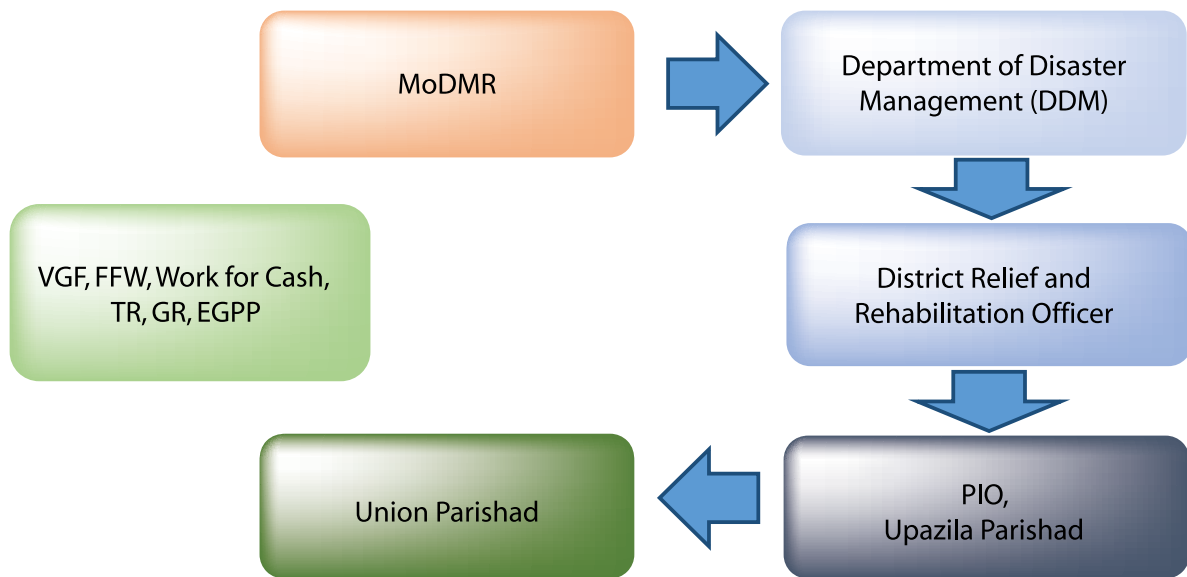 MoDMR
Department of Disaster
Management (DDM)
VGF, FFW, Work for Cash,
TR, GR, EGPP
District Relief and
Rehabilitation Officer
Union Parishad
PIO,
Upazila Parishad